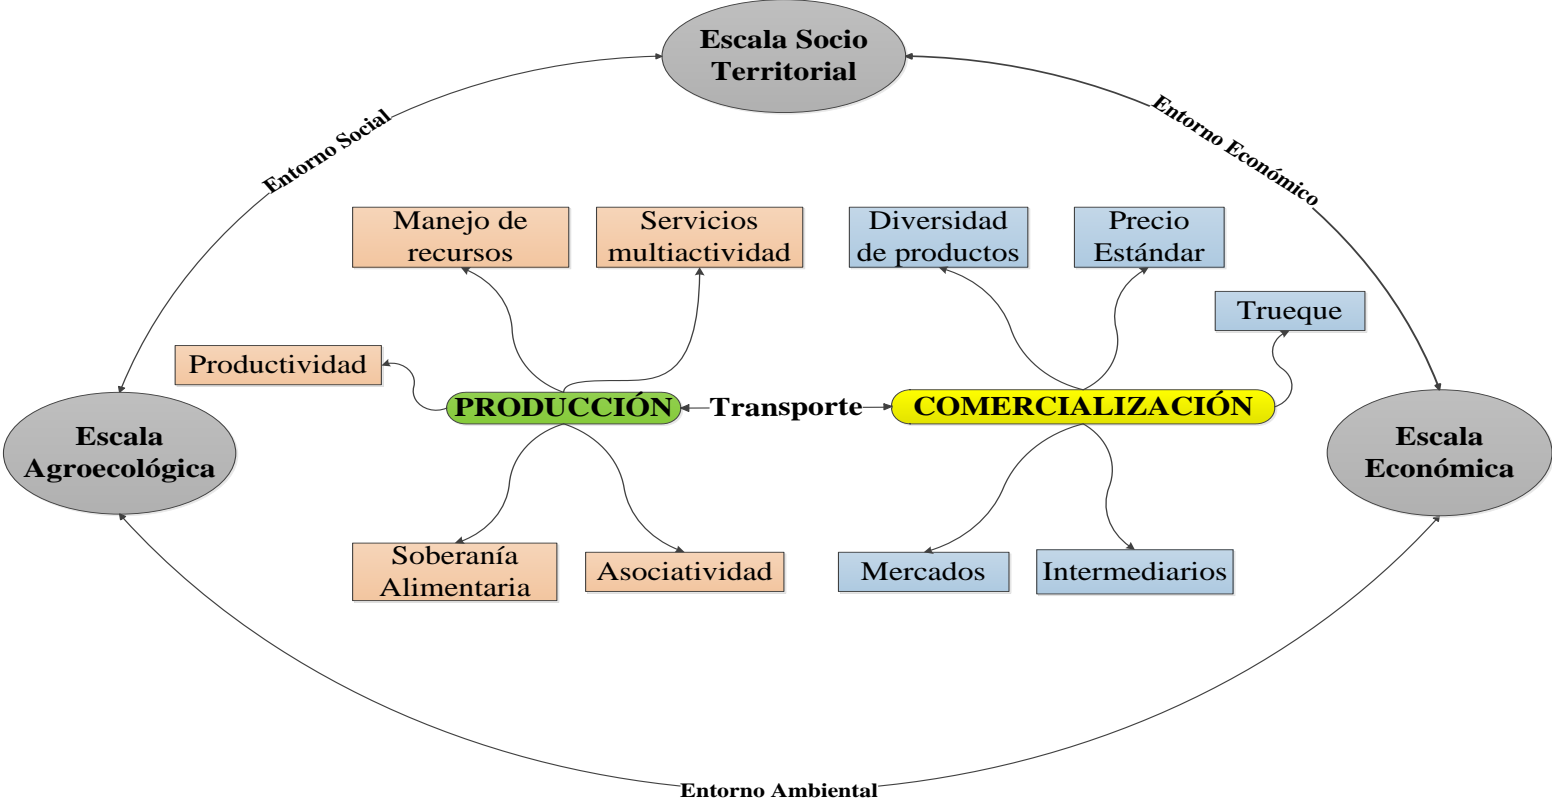 Escala Socio
Territorial
Entorno Social
Entorno Económico
Manejo de
recursos
Servicios
multiactividad
Diversidad
de productos
Precio
Estándar
Trueque
Productividad
PRODUCCIÓN
Transporte
COMERCIALIZACIÓN
Escala
Agroecológica
Escala
Económica
Soberanía
Alimentaria
Asociatividad
Mercados
Intermediarios
Entorno Ambiental